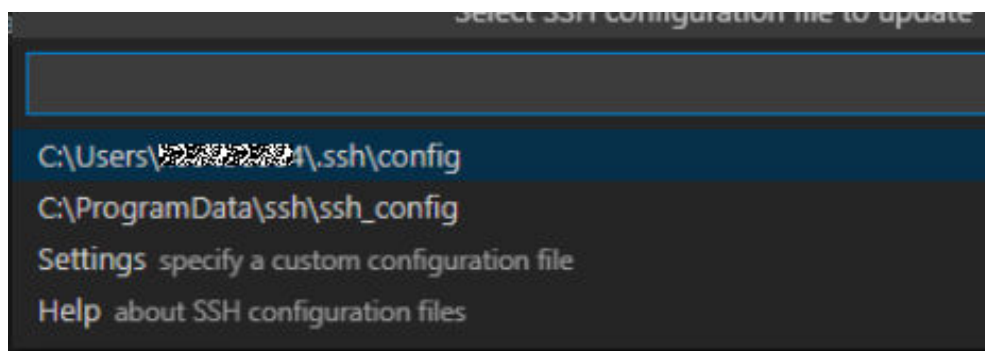 Select SSH configuration file to update
C:\Users\4\.ssh\config
C:\ProgramData\ssh\ssh_config
Settings specify a custom configuration file
Help about SSH configuration files